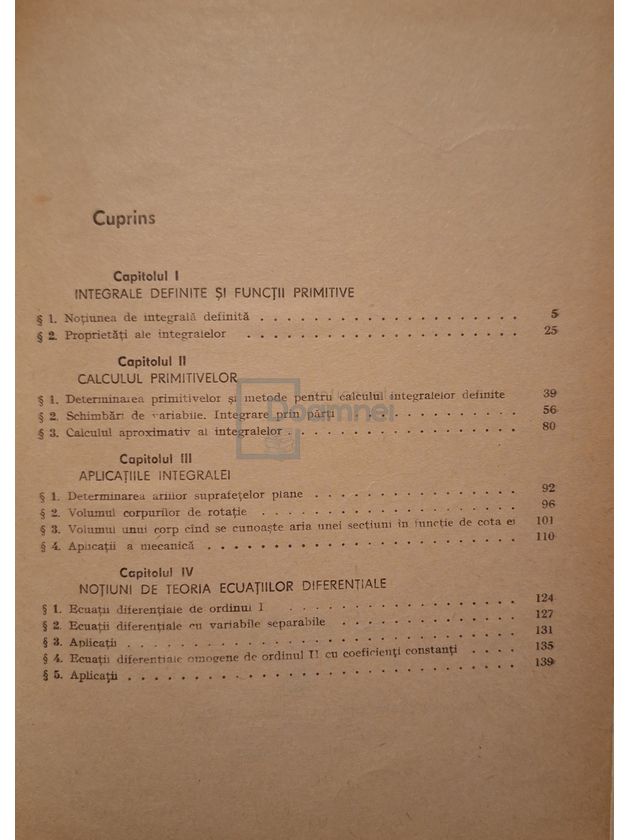 Cuprins
Capitolul I
INTEGRALE DEFINITE ȘI FUNCȚII PRIMITIVE
§ 1. Noțiunea de integrală definită . . . . . . . . . . . . . . . . . . . . 5
§ 2. Proprietăți ale integralelor . . . . . . . . . . . . . . . . . . . . . 25
Capitolul II
CALCULUL PRIMITIVELOR
§ 1. Determinarea primitivelor și metode pentru calculul integralelor definite 39
§ 2. Schimbări de variabile. Integrare prin părți . . . . . . . . . . . . . 56
§ 3. Calculul aproximativ al integralelor . . . . . . . . . . . . . . . . . 80
Capitolul III
APLICAȚIILE INTEGRALEI
§ 1. Determinarea ariilor suprafețelor plane . . . . . . . . . . . . . . . 92
§ 2. Volumul corpurilor de rotație . . . . . . . . . . . . . . . . . . . . 96
§ 3. Volumul unui corp cînd se cunoaște aria unei secțiuni în funcție de cota ei 101
§ 4. Aplicații a mecanică . . . . . . . . . . . . . . . . . . . . . . . . 110
Capitolul IV
NOȚIUNI DE TEORIA ECUAȚIILOR DIFERENȚIALE
§ 1. Ecuații diferențiale de ordinul I . . . . . . . . . . . . . . . . . . 124
§ 2. Ecuații diferențiale cu variabile separabile . . . . . . . . . . . . . 127
§ 3. Aplicații . . . . . . . . . . . . . . . . . . . . . . . . . . . . . . 131
§ 4. Ecuații diferențiale omogene de ordinul II cu coeficienți constanți . . . . 135
§ 5. Aplicații . . . . . . . . . . . . . . . . . . . . . . . . . . . . . . 139